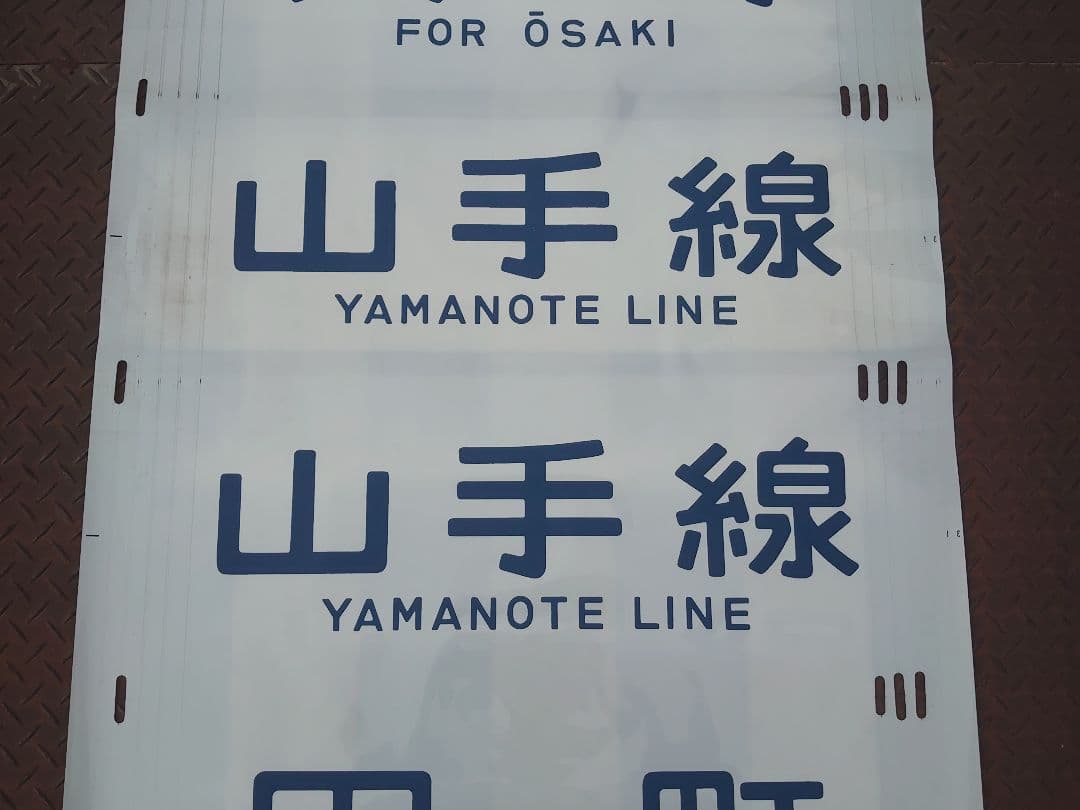 FOR ŌSAKI
山手線
YAMANOTE LINE
山手線
YAMANOTE LINE